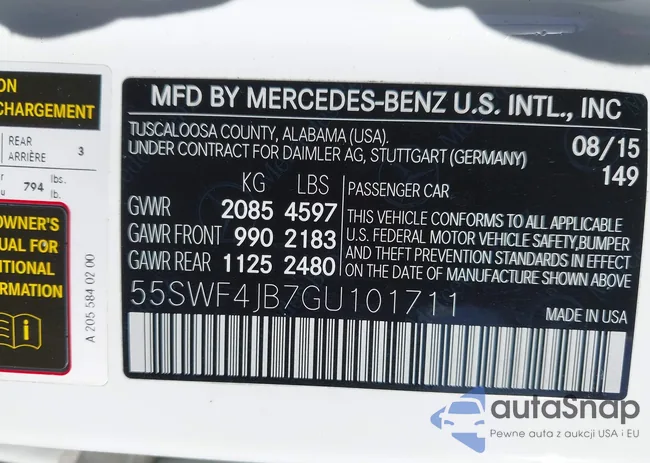 ON
CHARGEMENT
REAR
ARRIÈRE 3
794 lbs.
lb.
OWNER'S
UAL FOR
ITIONAL
RMATION
A 205 584 02 00
MFD BY MERCEDES-BENZ U.S. INTL., INC
TUSCALOOSA COUNTY, ALABAMA (USA).
UNDER CONTRACT FOR DAIMLER AG, STUTTGART (GERMANY)
08/15
149
KG LBS
GVWR 2085 4597
GAWR FRONT 990 2183
GAWR REAR 1125 2480
PASSENGER CAR
THIS VEHICLE CONFORMS TO ALL APPLICABLE
U.S. FEDERAL MOTOR VEHICLE SAFETY,BUMPER
AND THEFT PREVENTION STANDARDS IN EFFECT
ON THE DATE OF MANUFACTURE SHOWN ABOVE
55SWF4JB7GU101711
MADE IN USA
autaSnap
Pewne auta z aukcji USA i EU